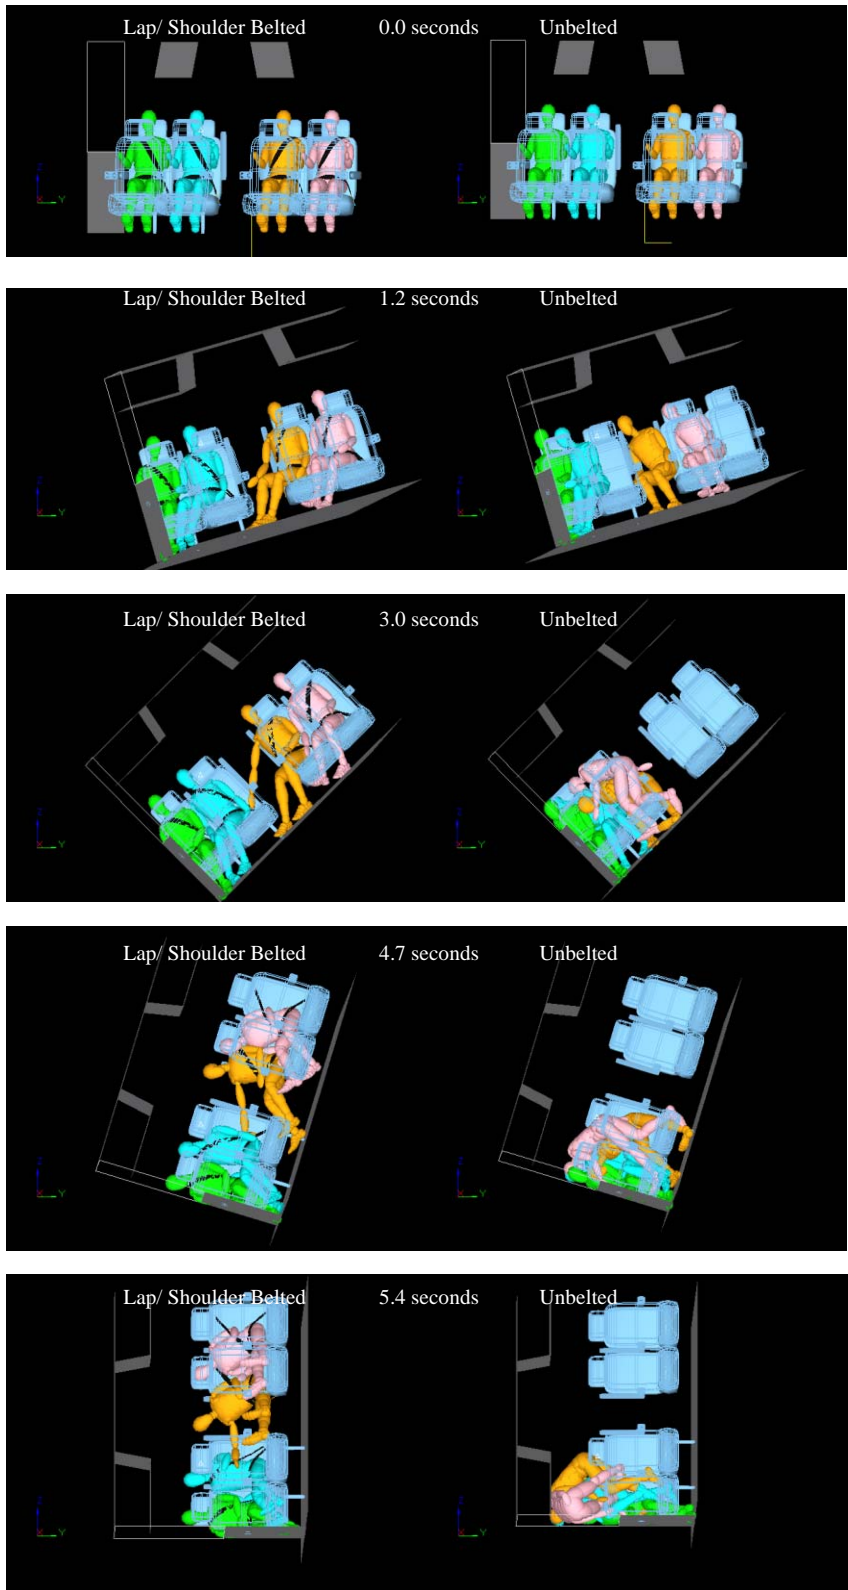 Lap/ Shoulder Belted 0.0 seconds Unbelted
Z
X Y
Z
X Y
Lap/ Shoulder Belted 1.2 seconds Unbelted
Z
X Y
Z
X Y
Lap/ Shoulder Belted 3.0 seconds Unbelted
Z
X Y
Z
X Y
Lap/ Shoulder Belted 4.7 seconds Unbelted
Z
X Y
Z
X Y
Lap/ Shoulder Belted 5.4 seconds Unbelted
Z
X Y
Z
X Y